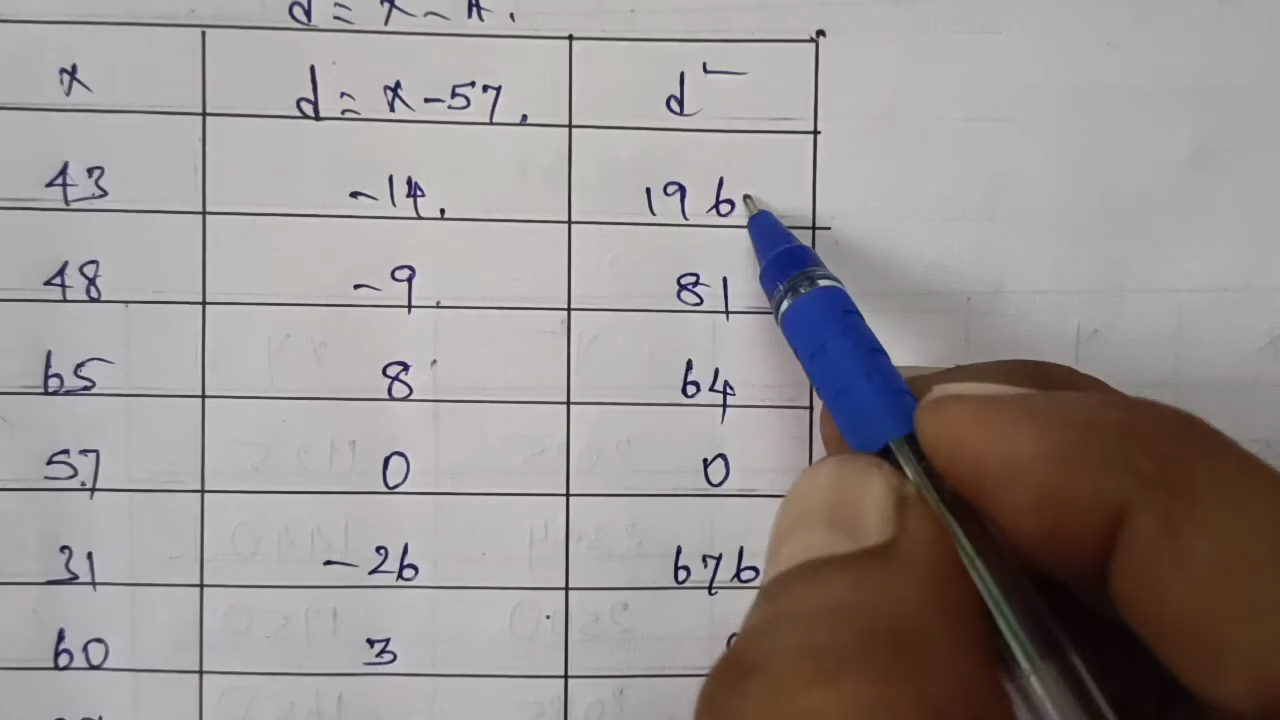 d = x - A.
x d = x - 57. d²
43 -14. 196
48 -9. 81
65 8 64
57 0 0
31 -26 676
60 3